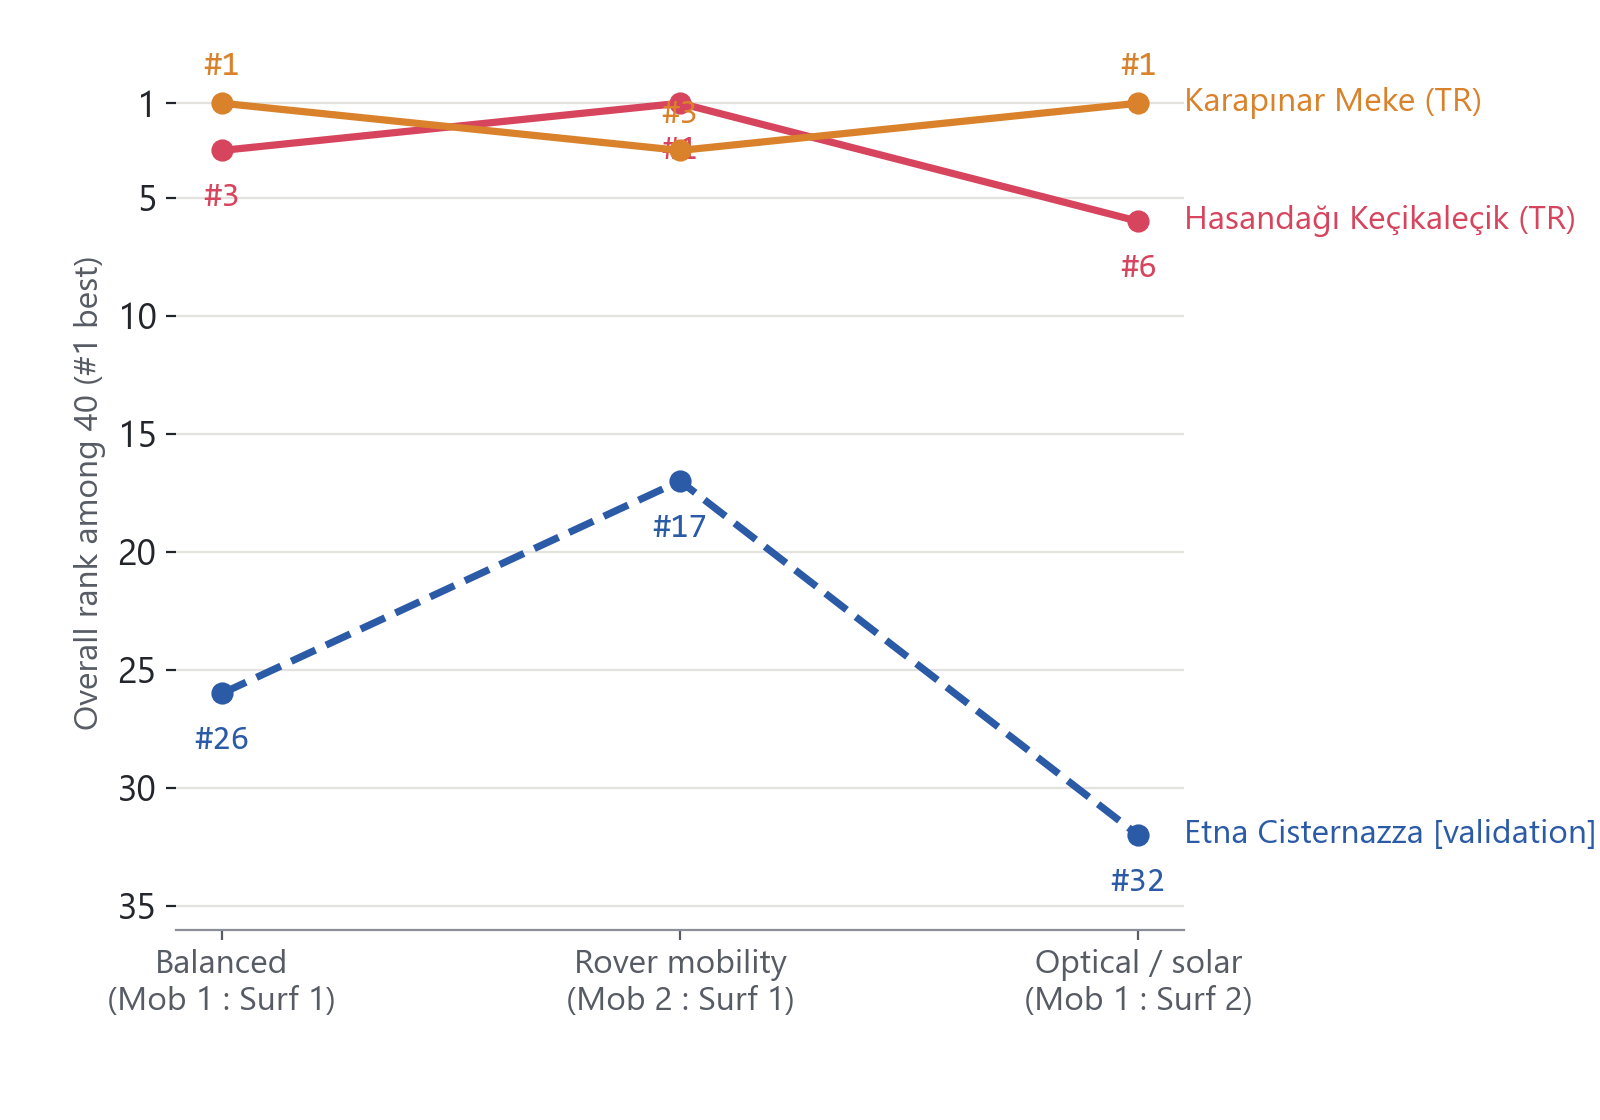 #1
#1
#3
1
Karapınar Meke (TR)
#1
#3
5
Hasandağı Keçikaleçik (TR)
#6
10
15
#17
20
25
#26
30
Etna Cisternazza [validation]
#32
35
Overall rank among 40 (#1 best)
Balanced
(Mob 1 : Surf 1)
Rover mobility
(Mob 2 : Surf 1)
Optical / solar
(Mob 1 : Surf 2)